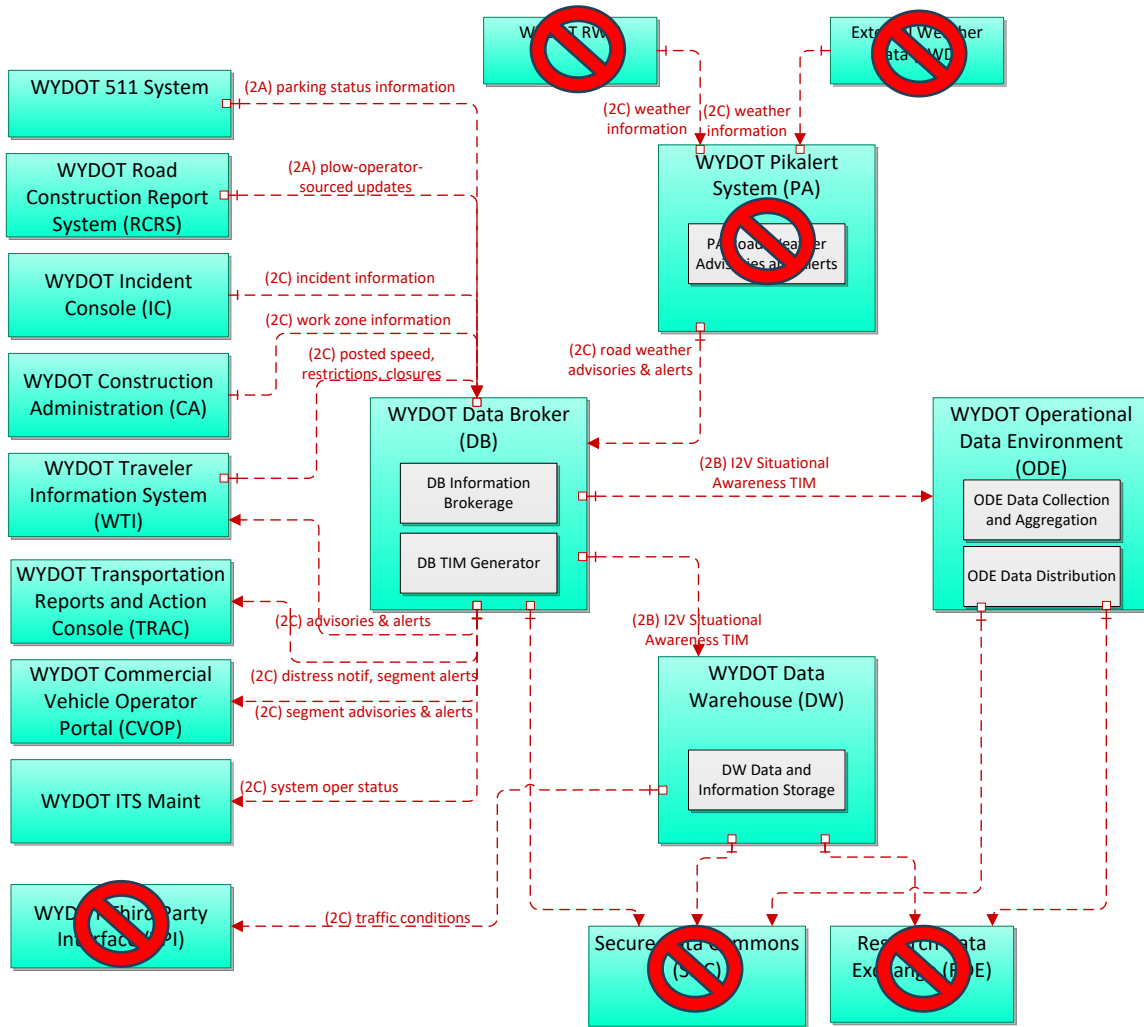 WYDOT 511 System
(2A) parking status information
(2C) weather
information
(2C) weather
information
WYDOT Road
Construction Report
System (RCRS)
(2A) plow-operator-
sourced updates
WYDOT Pikalert
System (PA)
WYDOT Incident
Console (IC)
(2C) incident information
(2C) work zone information
(2C) posted speed,
restrictions, closures
WYDOT Construction
Administration (CA)
(2C) road weather
advisories & alerts
WYDOT Data Broker
(DB)
DB Information
Brokerage
DB TIM Generator
WYDOT Operational
Data Environment
(ODE)
ODE Data Collection
and Aggregation
ODE Data Distribution
(2B) I2V Situational
Awareness TIM
WYDOT Traveler
Information System
(WTI)
WYDOT Transportation
Reports and Action
Console (TRAC)
(2C) advisories & alerts
(2B) I2V Situational
Awareness TIM
(2C) distress notif, segment alerts
WYDOT Commercial
Vehicle Operator
Portal (CVOP)
(2C) segment advisories & alerts
WYDOT Data
Warehouse (DW)
DW Data and
Information Storage
WYDOT ITS Maint
(2C) system oper status
Party
(2C) traffic conditions
Secure Data Commons
Data